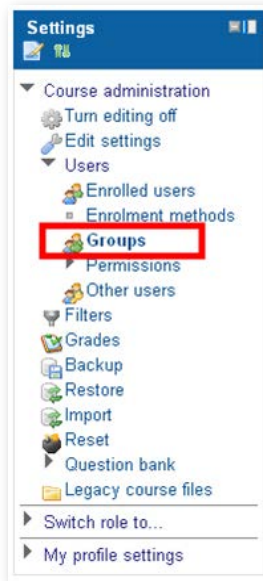 Settings
Course administration
Turn editing off
Edit settings
Users
Enrolled users
Enrolment methods
Groups
Permissions
Other users
Filters
Grades
Backup
Restore
Import
Reset
Question bank
Legacy course files
Switch role to...
My profile settings